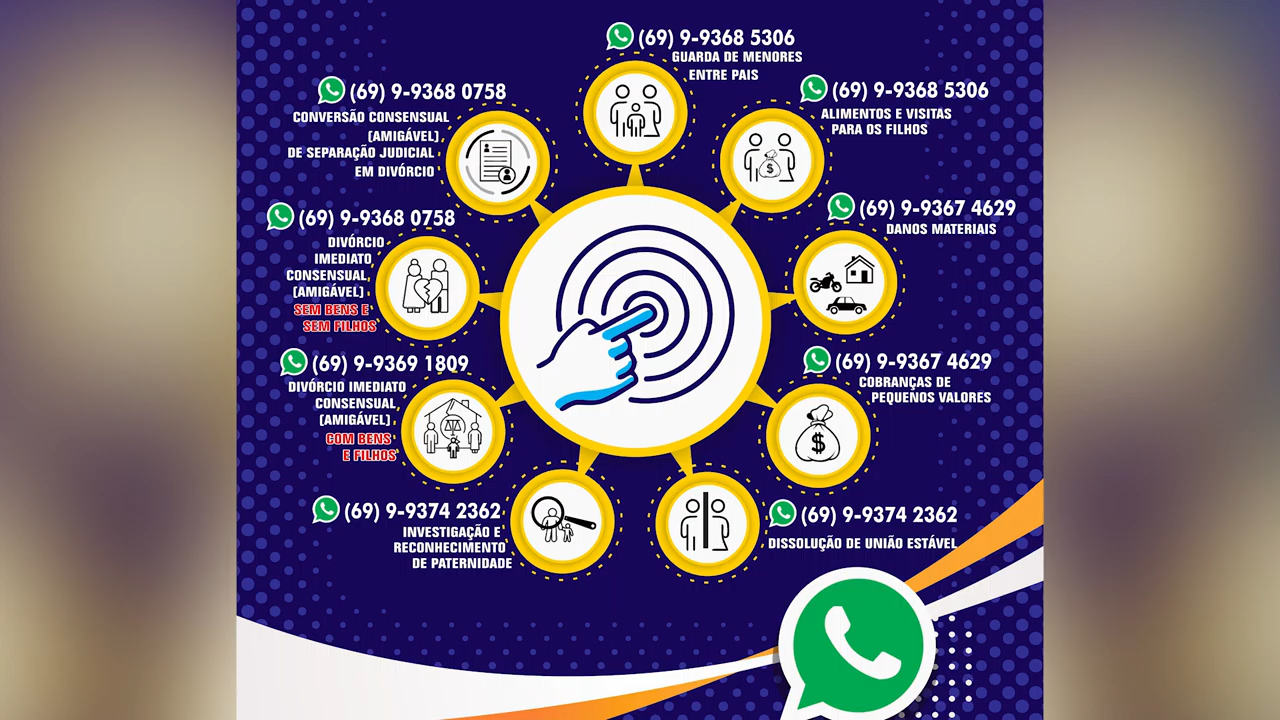 (69) 9-9368 5306
GUARDA DE MENORES
ENTRE PAIS
(69) 9-9368 5306
ALIMENTOS E VISITAS
PARA OS FILHOS
(69) 9-9367 4629
DANOS MATERIAIS
(69) 9-9367 4629
COBRANÇAS DE
PEQUENOS VALORES
(69) 9-9374 2362
DISSOLUÇÃO DE UNIÃO ESTÁVEL
(69) 9-9374 2362
INVESTIGAÇÃO E
RECONHECIMENTO
DE PATERNIDADE
(69) 9-9369 1809
DIVÓRCIO IMEDIATO
CONSENSUAL
(AMIGÁVEL)
COM BENS
E FILHOS
(69) 9-9368 0758
DIVÓRCIO
IMEDIATO
CONSENSUAL,
(AMIGÁVEL)
SEM BENS E
SEM FILHOS
(69) 9-9368 0758
CONVERSÃO CONSENSUAL
(AMIGÁVEL)
DE SEPARAÇÃO JUDICIAL
EM DIVÓRCIO
$
$